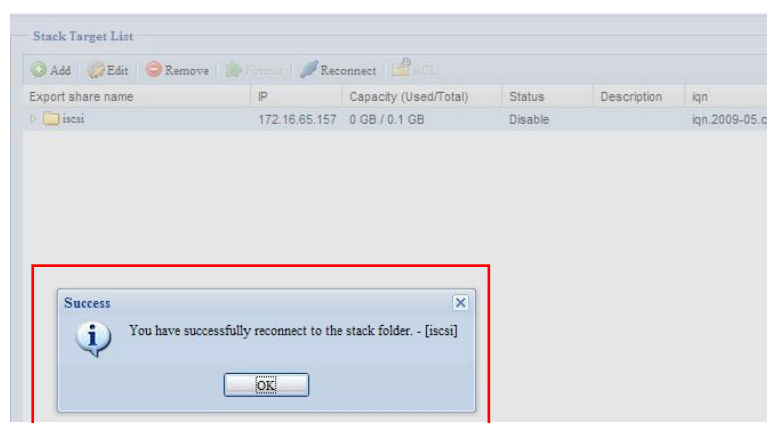 Stack Target List
Add Edit Remove Format Reconnect ACL
Export share name IP Capacity (Used/Total) Status Description iqn
iscsi 172.16.65.157 0 GB / 0.1 GB Disable iqn.2009-05.c
Success
You have successfully reconnect to the stack folder. - [iscsi]
OK